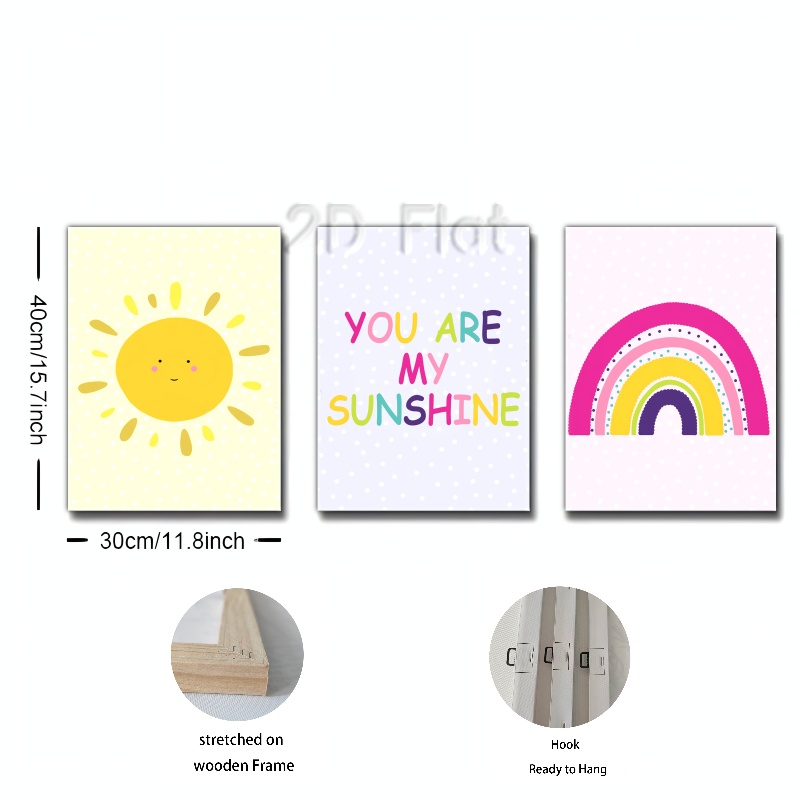 2D Flat
40cm/15.7inch
YOU ARE
MY
SUNSHINE
30cm/11.8inch
stretched on
wooden Frame
Hook
Ready to Hang